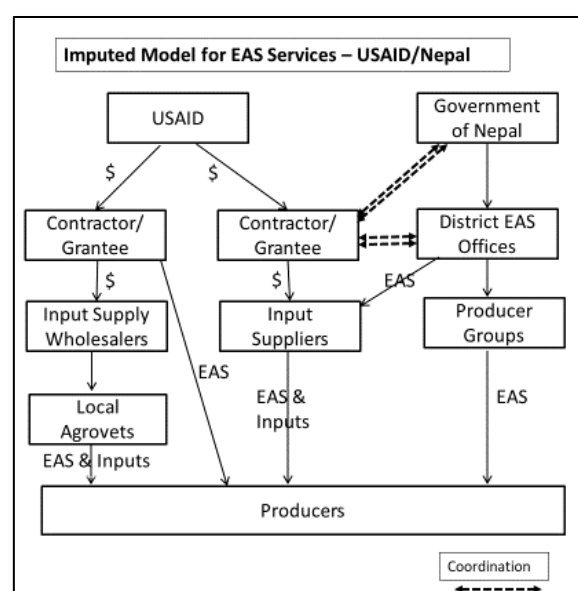 Imputed Model for EAS Services – USAID/Nepal
USAID
Government
of Nepal
$
$
Contractor/
Grantee
Contractor/
Grantee
District EAS
Offices
$
$
EAS
Input Supply
Wholesalers
Input
Suppliers
Producer
Groups
EAS
Local
Agrovets
EAS &
Inputs
EAS
EAS & Inputs
Producers
Coordination